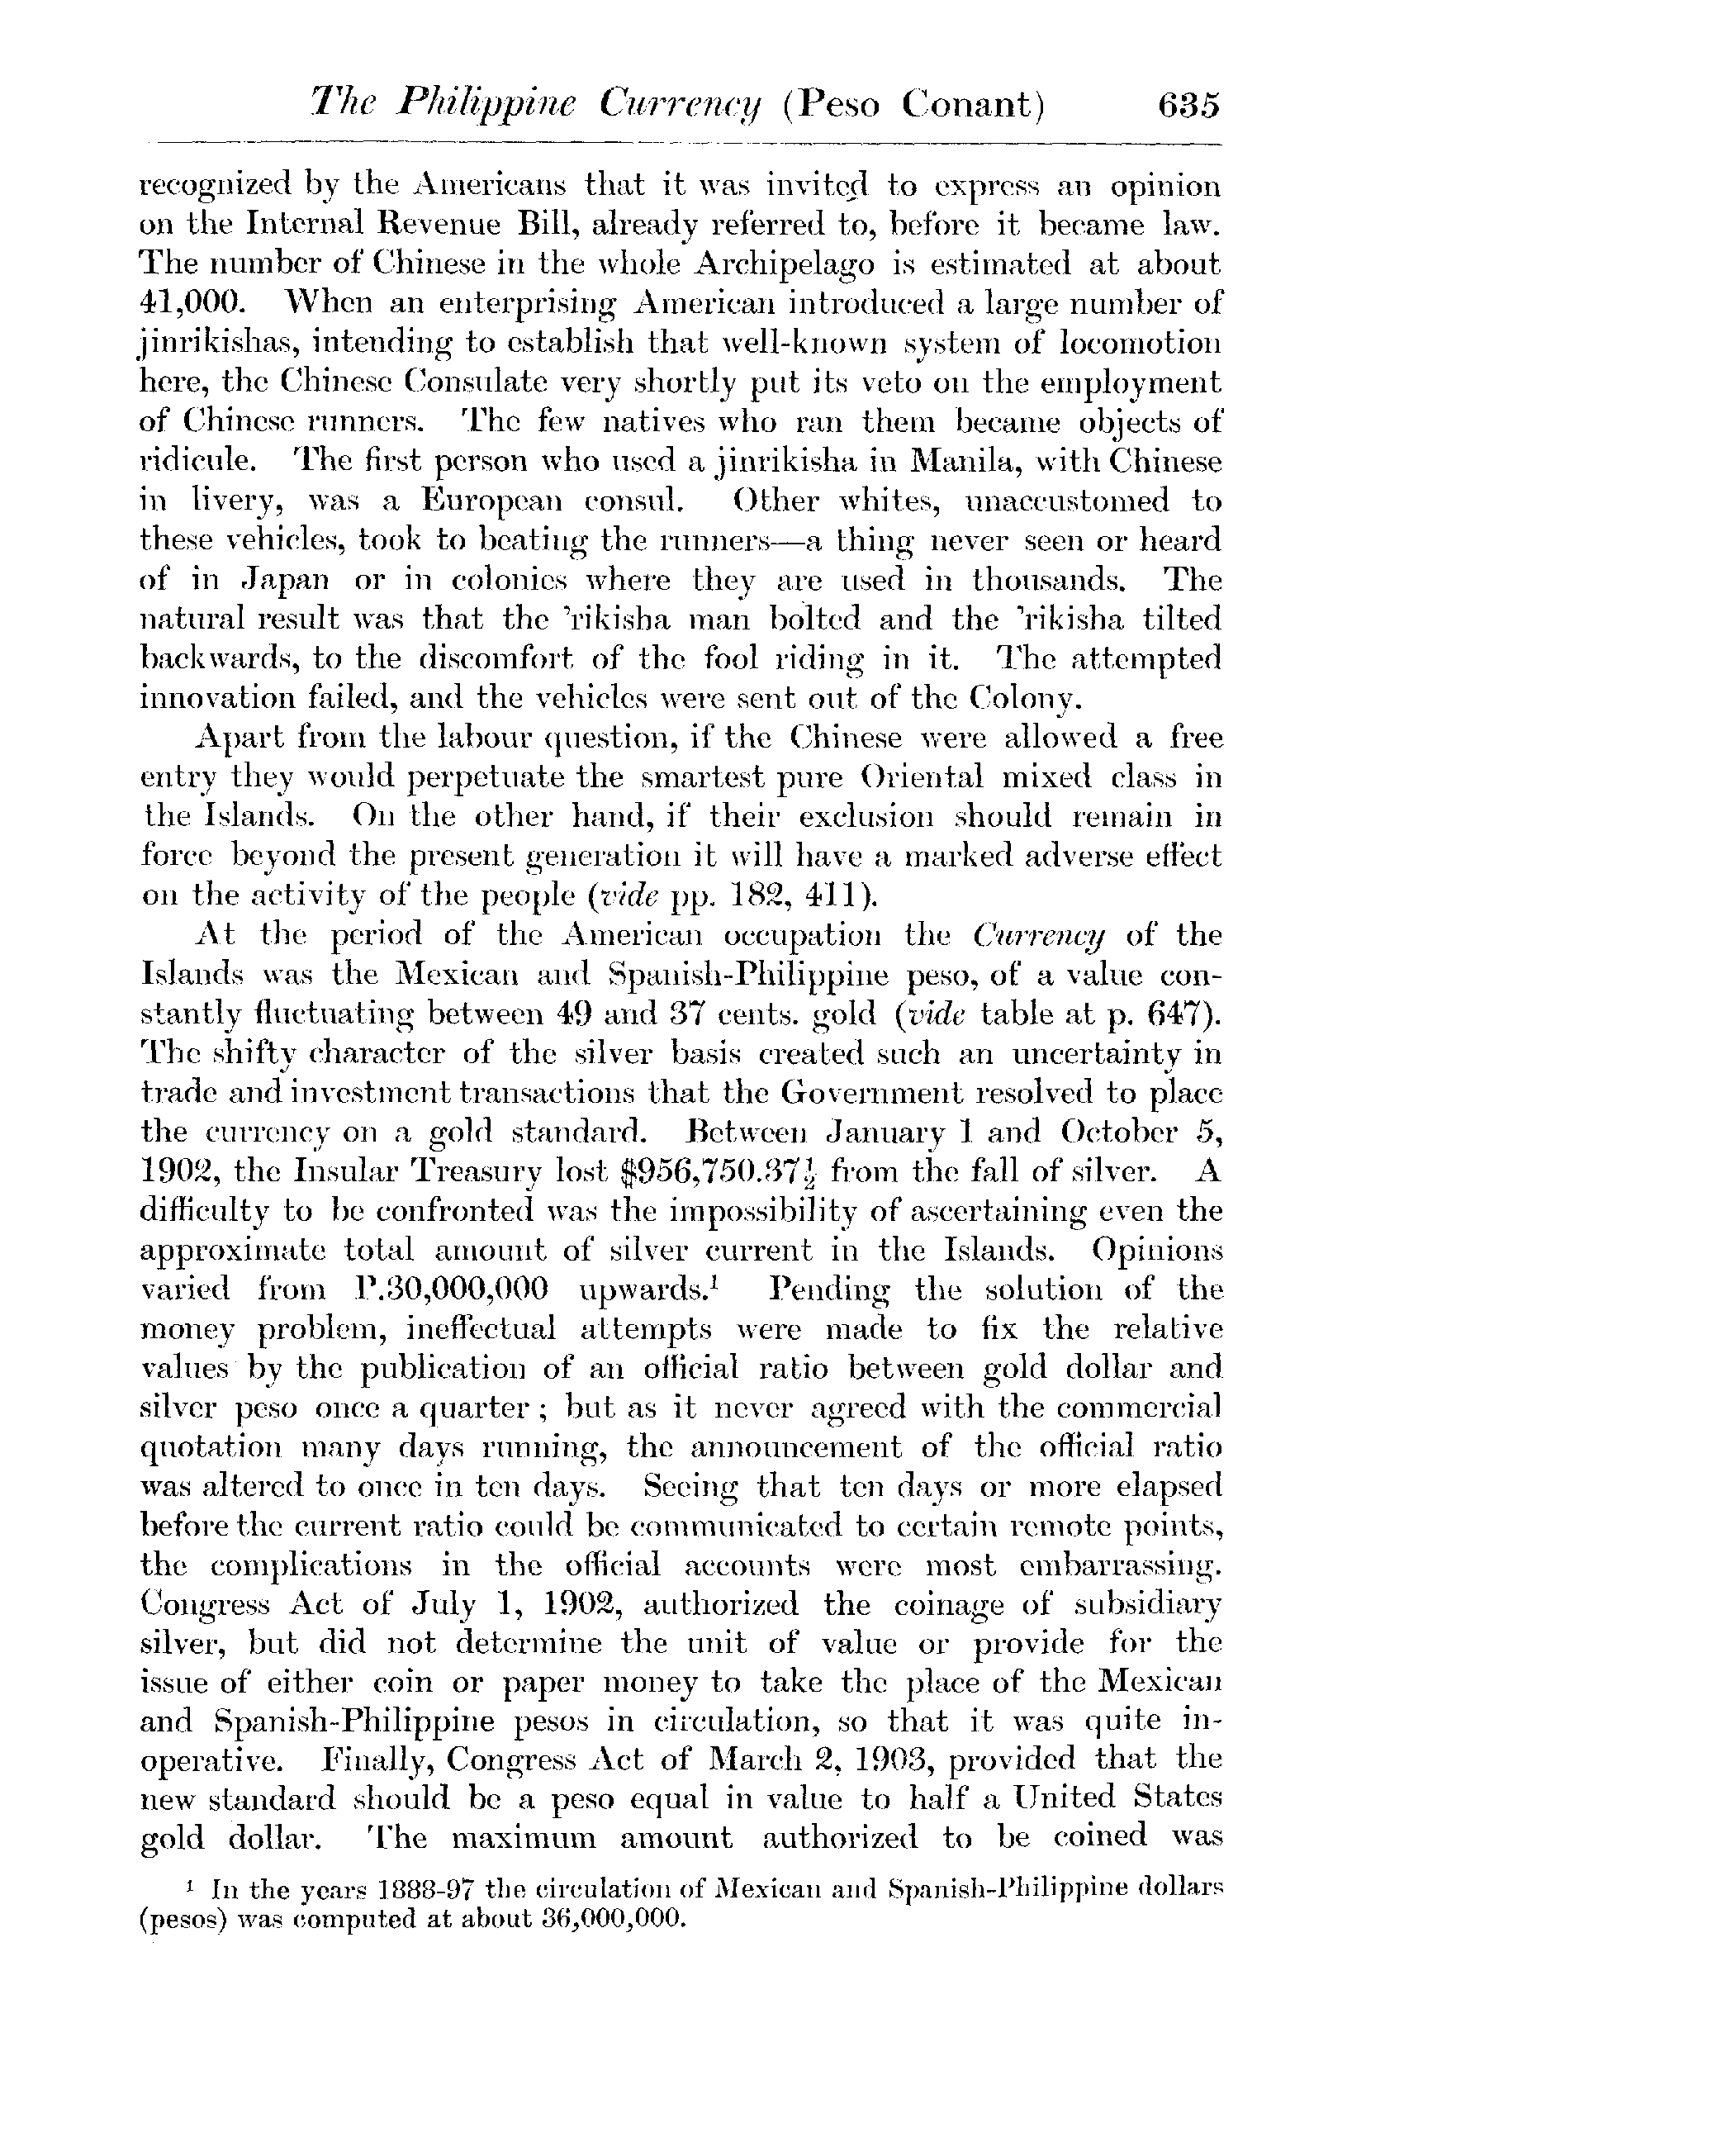 The Philippine Currency (Peso Conant) 635
recognized by the Americans that it was invited to express an opinion
on the Internal Revenue Bill, already referred to, before it became law.
The number of Chinese in the whole Archipelago is estimated at about
41,000. When an enterprising American introduced a large number of
jinrikishas, intending to establish that well-known system of locomotion
here, the Chinese Consulate very shortly put its veto on the employment
of Chinese runners. The few natives who ran them became objects of
ridicule. The first person who used a jinrikisha in Manila, with Chinese
in livery, was a European consul. Other whites, unaccustomed to
these vehicles, took to beating the runners—a thing never seen or heard
of in Japan or in colonies where they are used in thousands. The
natural result was that the 'rikisha man bolted and the 'rikisha tilted
backwards, to the discomfort of the fool riding in it. The attempted
innovation failed, and the vehicles were sent out of the Colony.
Apart from the labour question, if the Chinese were allowed a free
entry they would perpetuate the smartest pure Oriental mixed class in
the Islands. On the other hand, if their exclusion should remain in
force beyond the present generation it will have a marked adverse effect
on the activity of the people (vide pp. 182, 411).
At the period of the American occupation the Currency of the
Islands was the Mexican and Spanish-Philippine peso, of a value con-
stantly fluctuating between 49 and 37 cents. gold (vide table at p. 647).
The shifty character of the silver basis created such an uncertainty in
trade and investment transactions that the Government resolved to place
the currency on a gold standard. Between January 1 and October 5,
1902, the Insular Treasury lost $956,750.37½ from the fall of silver. A
difficulty to be confronted was the impossibility of ascertaining even the
approximate total amount of silver current in the Islands. Opinions
varied from P.30,000,000 upwards.¹ Pending the solution of the
money problem, ineffectual attempts were made to fix the relative
values by the publication of an official ratio between gold dollar and
silver peso once a quarter ; but as it never agreed with the commercial
quotation many days running, the announcement of the official ratio
was altered to once in ten days. Seeing that ten days or more elapsed
before the current ratio could be communicated to certain remote points,
the complications in the official accounts were most embarrassing.
Congress Act of July 1, 1902, authorized the coinage of subsidiary
silver, but did not determine the unit of value or provide for the
issue of either coin or paper money to take the place of the Mexican
and Spanish-Philippine pesos in circulation, so that it was quite in-
operative. Finally, Congress Act of March 2, 1903, provided that the
new standard should be a peso equal in value to half a United States
gold dollar. The maximum amount authorized to be coined was
¹ In the years 1888-97 the circulation of Mexican and Spanish-Philippine dollars
(pesos) was computed at about 36,000,000.